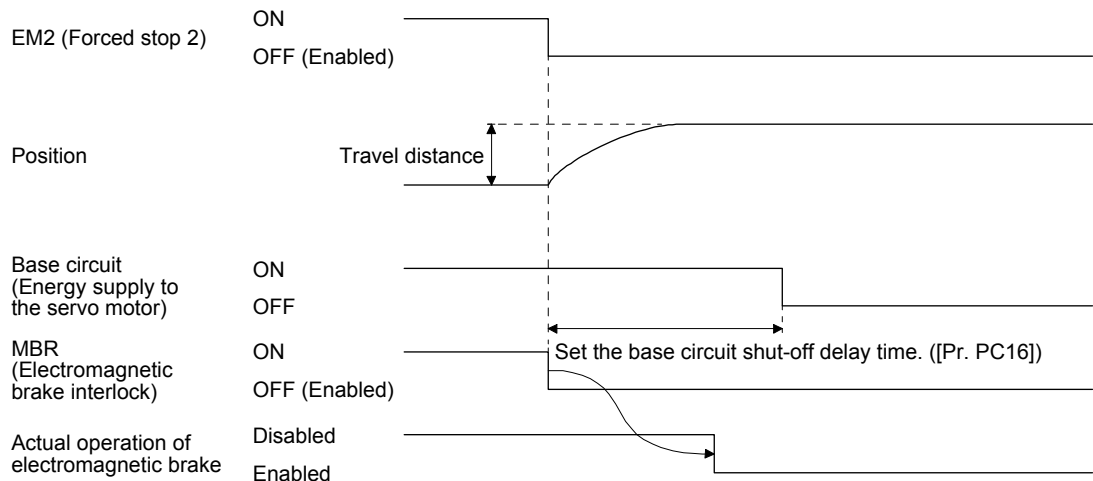 ON
EM2 (Forced stop 2)
OFF (Enabled)
Position
Travel distance
Base circuit
(Energy supply to
the servo motor)
ON
OFF
MBR
(Electromagnetic
brake interlock)
ON
Set the base circuit shut-off delay time. ([Pr. PC16])
OFF (Enabled)
Actual operation of
electromagnetic brake
Disabled
Enabled